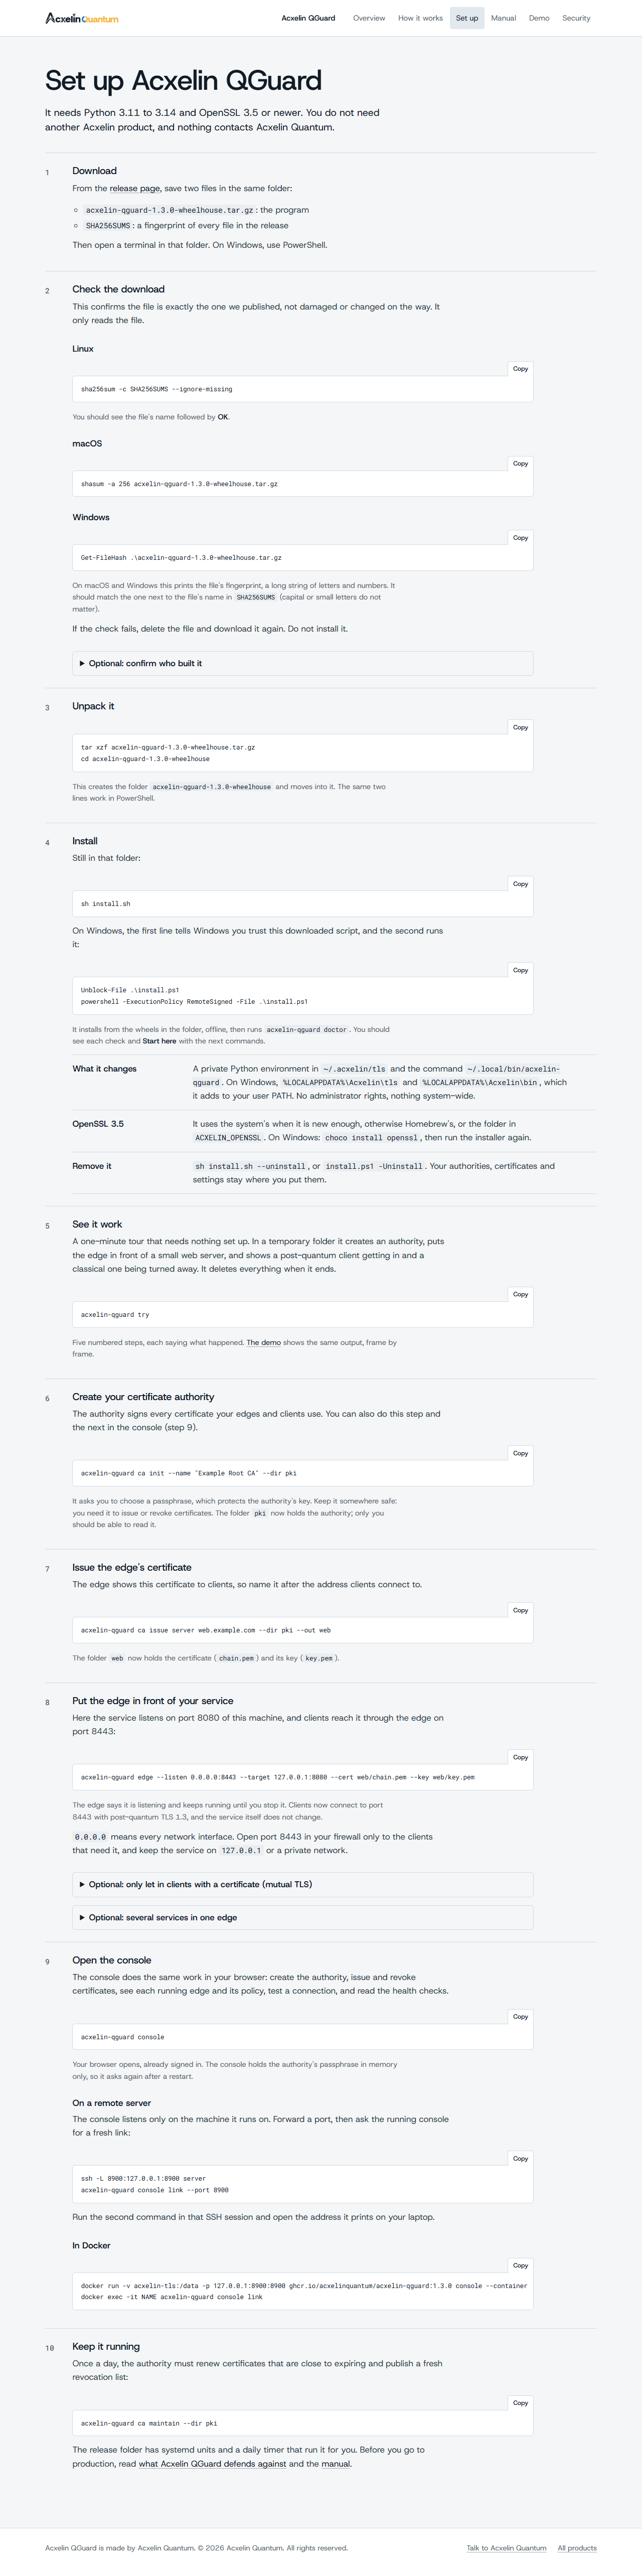 Acxelin Quantum
Acxelin QGuard
Overview
How it works
Set up
Manual
Demo
Security
Set up Acxelin QGuard
It needs Python 3.11 to 3.14 and OpenSSL 3.5 or newer. You do not need
another Acxelin product, and nothing contacts Acxelin Quantum.
1
Download
From the release page, save two files in the same folder:
acxelin-qguard-1.3.0-wheelhouse.tar.gz: the program
SHA256SUMS: a fingerprint of every file in the release
Then open a terminal in that folder. On Windows, use PowerShell.
2
Check the download
This confirms the file is exactly the one we published, not damaged or changed on the way. It
only reads the file.
Linux
Copy
sha256sum -c SHA256SUMS --ignore-missing
You should see the file's name followed by OK.
macOS
Copy
shasum -a 256 acxelin-qguard-1.3.0-wheelhouse.tar.gz
Windows
Copy
Get-FileHash .\acxelin-qguard-1.3.0-wheelhouse.tar.gz
On macOS and Windows this prints the file's fingerprint, a long string of letters and numbers. It
should match the one next to the file's name in SHA256SUMS (capital or small letters do not
matter).
If the check fails, delete the file and download it again. Do not install it.
▶ Optional: confirm who built it
3
Unpack it
Copy
tar xzf acxelin-qguard-1.3.0-wheelhouse.tar.gz
cd acxelin-qguard-1.3.0-wheelhouse
This creates the folder acxelin-qguard-1.3.0-wheelhouse and moves into it. The same two
lines work in PowerShell.
4
Install
Still in that folder:
Copy
sh install.sh
On Windows, the first line tells Windows you trust this downloaded script, and the second runs
it:
Copy
Unblock-File .\install.ps1
powershell -ExecutionPolicy RemoteSigned -File .\install.ps1
It installs from the wheels in the folder, offline, then runs acxelin-qguard doctor. You should
see each check and Start here with the next commands.
What it changes
A private Python environment in ~/.acxelin/tls and the command ~/.local/bin/acxelin-
qguard. On Windows, %LOCALAPPDATA%\Acxelin\tls and %LOCALAPPDATA%\Acxelin\bin, which
it adds to your user PATH. No administrator rights, nothing system-wide.
OpenSSL 3.5
It uses the system's when it is new enough, otherwise Homebrew's, or the folder in
ACXELIN_OPENSSL. On Windows: choco install openssl, then run the installer again.
Remove it
sh install.sh --uninstall, or install.ps1 -Uninstall. Your authorities, certificates and
settings stay where you put them.
5
See it work
A one-minute tour that needs nothing set up. In a temporary folder it creates an authority, puts
the edge in front of a small web server, and shows a post-quantum client getting in and a
classical one being turned away. It deletes everything when it ends.
Copy
acxelin-qguard try
Five numbered steps, each saying what happened. The demo shows the same output, frame by
frame.
6
Create your certificate authority
The authority signs every certificate your edges and clients use. You can also do this step and
the next in the console (step 9).
Copy
acxelin-qguard ca init --name "Example Root CA" --dir pki
It asks you to choose a passphrase, which protects the authority's key. Keep it somewhere safe:
you need it to issue or revoke certificates. The folder pki now holds the authority; only you
should be able to read it.
7
Issue the edge's certificate
The edge shows this certificate to clients, so name it after the address clients connect to.
Copy
acxelin-qguard ca issue server web.example.com --dir pki --out web
The folder web now holds the certificate (chain.pem) and its key (key.pem).
8
Put the edge in front of your service
Here the service listens on port 8080 of this machine, and clients reach it through the edge on
port 8443:
Copy
acxelin-qguard edge --listen 0.0.0.0:8443 --target 127.0.0.1:8080 --cert web/chain.pem --key web/key.pem
The edge says it is listening and keeps running until you stop it. Clients now connect to port
8443 with post-quantum TLS 1.3, and the service itself does not change.
0.0.0.0 means every network interface. Open port 8443 in your firewall only to the clients
that need it, and keep the service on 127.0.0.1 or a private network.
▶ Optional: only let in clients with a certificate (mutual TLS)
▶ Optional: several services in one edge
9
Open the console
The console does the same work in your browser: create the authority, issue and revoke
certificates, see each running edge and its policy, test a connection, and read the health checks.
Copy
acxelin-qguard console
Your browser opens, already signed in. The console holds the authority's passphrase in memory
only, so it asks again after a restart.
On a remote server
The console listens only on the machine it runs on. Forward a port, then ask the running console
for a fresh link:
Copy
ssh -L 8900:127.0.0.1:8900 server
acxelin-qguard console link --port 8900
Run the second command in that SSH session and open the address it prints on your laptop.
In Docker
Copy
docker run -v acxelin-tls:/data -p 127.0.0.1:8900:8900 ghcr.io/acxelinquantum/acxelin-qguard:1.3.0 console --container
docker exec -it NAME acxelin-qguard console link
10
Keep it running
Once a day, the authority must renew certificates that are close to expiring and publish a fresh
revocation list:
Copy
acxelin-qguard ca maintain --dir pki
The release folder has systemd units and a daily timer that run it for you. Before you go to
production, read what Acxelin QGuard defends against and the manual.
Acxelin QGuard is made by Acxelin Quantum. © 2026 Acxelin Quantum. All rights reserved.
Talk to Acxelin Quantum
All products